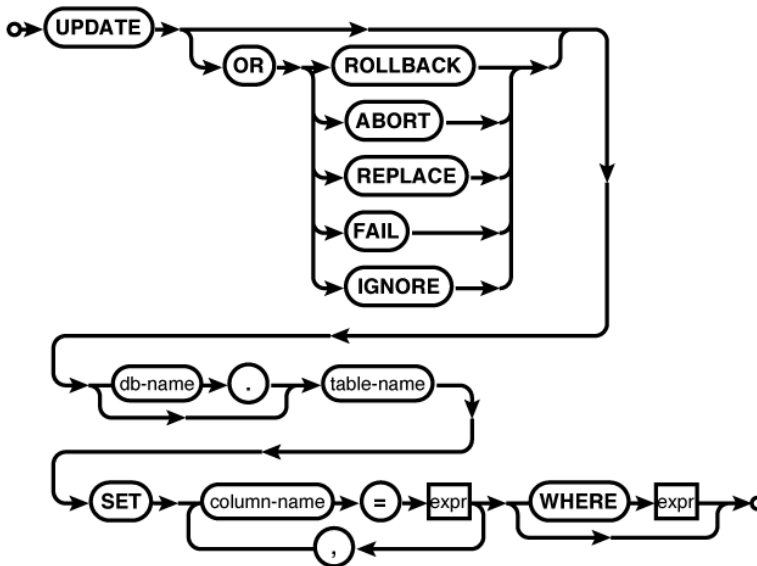 UPDATE
OR ROLLBACK
ABORT
REPLACE
FAIL
IGNORE
db-name . table-name
SET column-name = expr WHERE expr
,